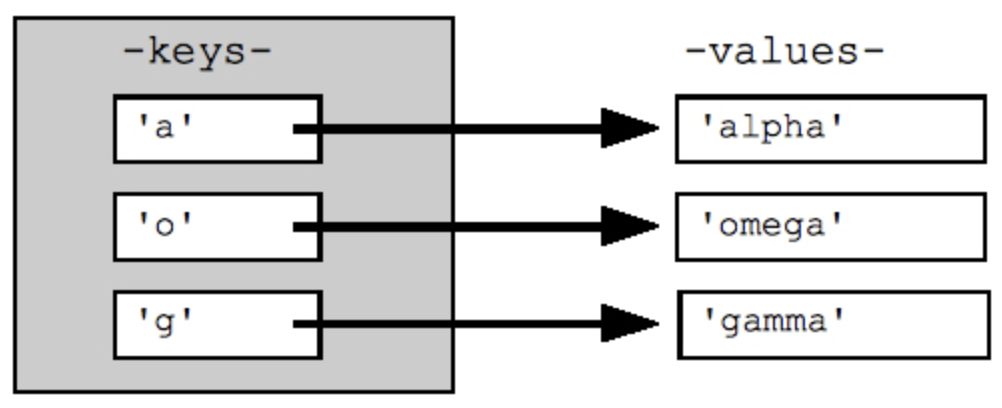 -keys- -values-
'a' 'alpha'
'o' 'omega'
'g' 'gamma'